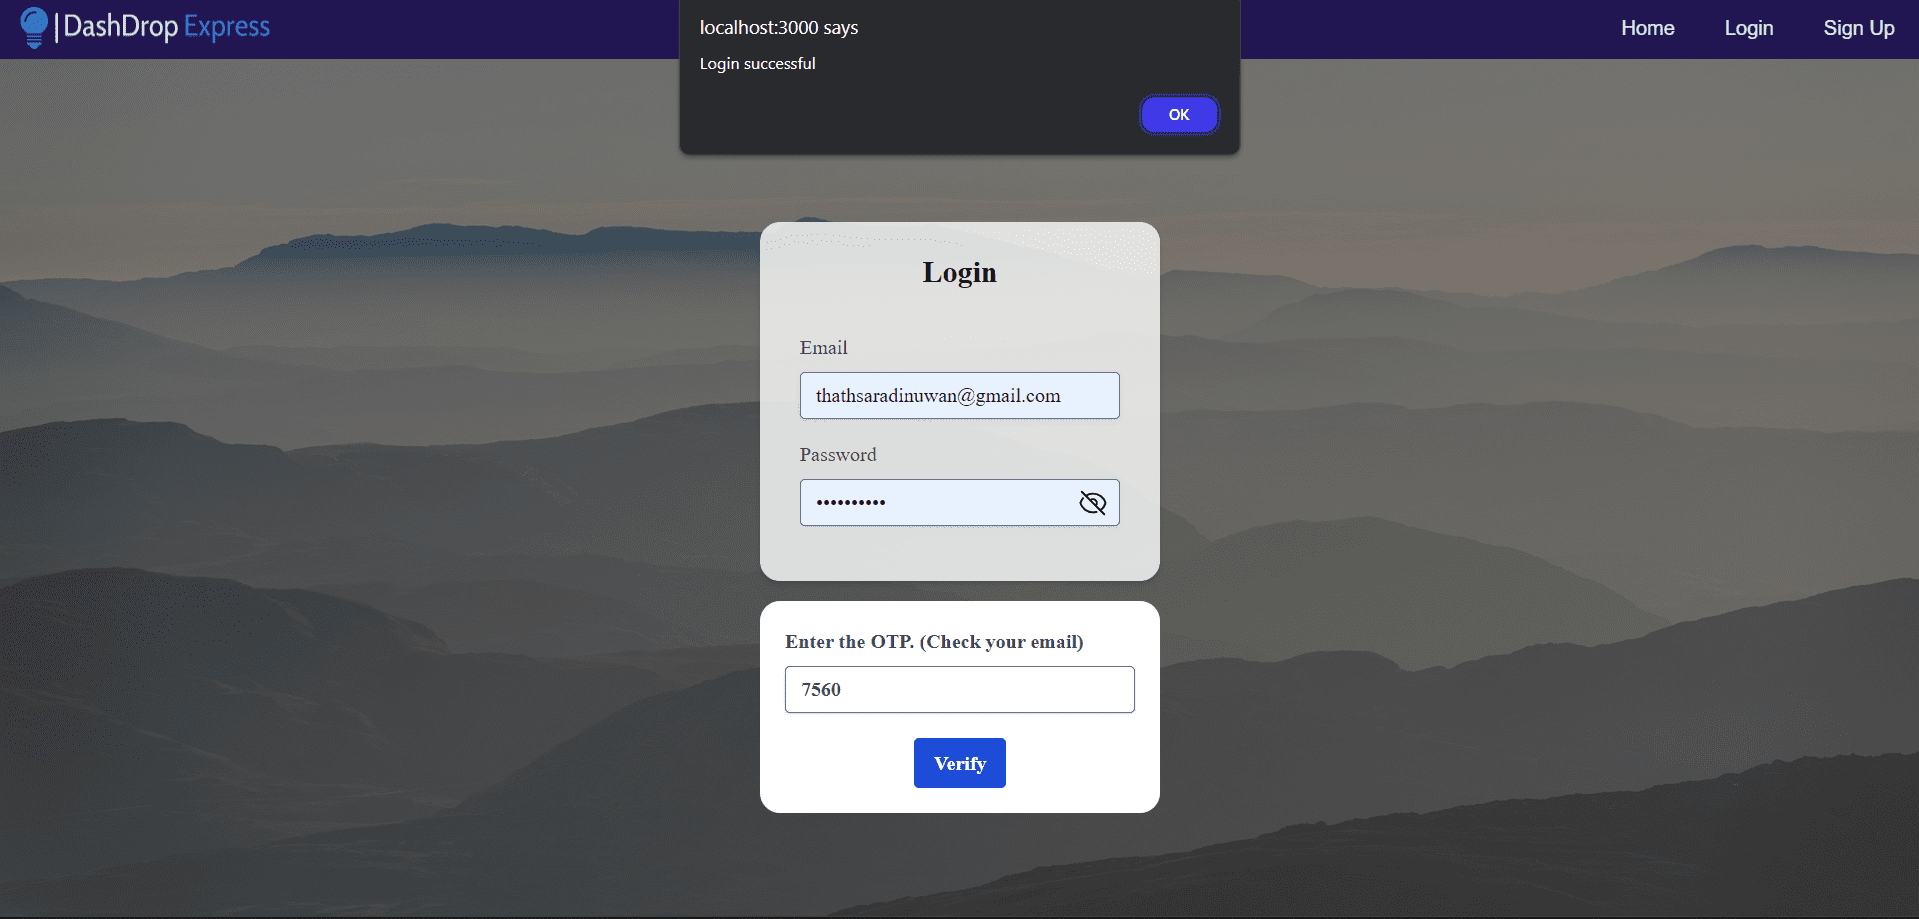 DashDrop Express
Home
Login
Sign Up
localhost:3000 says
Login successful
OK
Login
Email
thathsaradinuwan@gmail.com
Password
••••••••••
Enter the OTP. (Check your email)
7560
Verify